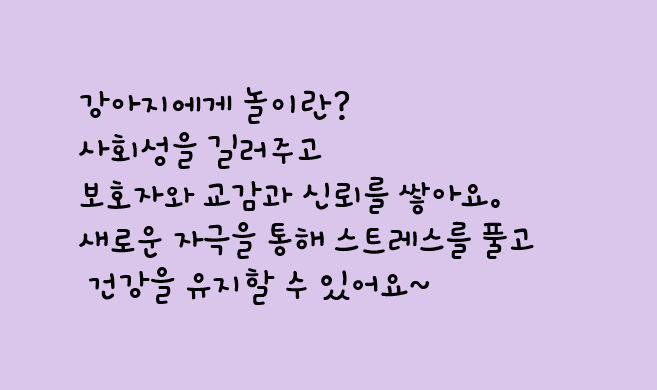 강아지에게 놀이란?
사회성을 길러주고
보호자와 교감과 신뢰를 쌓아요.
새로운 자극을 통해 스트레스를 풀고
건강을 유지할 수 있어요~